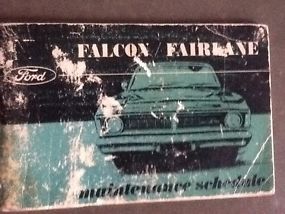 FALCON / FAIRLANE
Ford
maintenance schedule